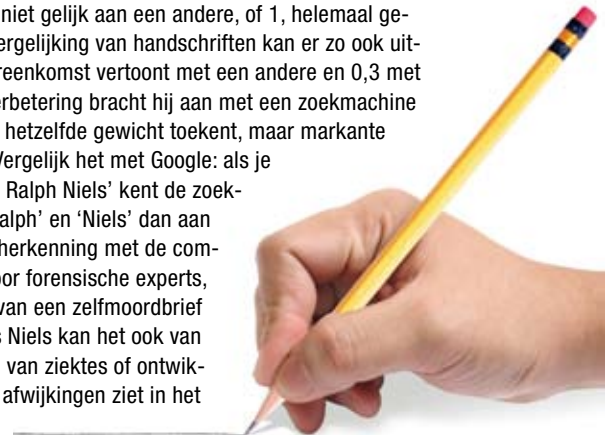 niet gelijk aan een andere, of 1, helemaal ge-
ergelijking van handschriften kan er zo ook uit-
reenkomst vertoont met een andere en 0,3 met
erbetering bracht hij aan met een zoekmachine
hetzelfde gewicht toekent, maar markante
Vergelijk het met Google: als je
Ralph Niels’ kent de zoek-
alph’ en ‘Niels’ dan aan
herkenning met de com-
oor forensische experts,
van een zelfmoordbrief
s Niels kan het ook van
van ziektes of ontwik-
afwijkingen ziet in het